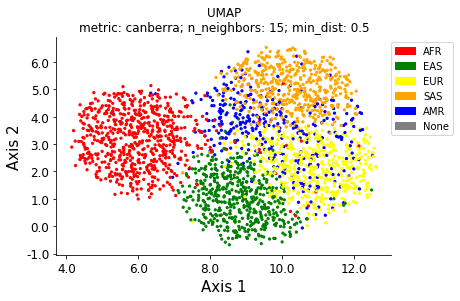 UMAP
metric: canberra; n_neighbors: 15; min_dist: 0.5
AFR
EAS
EUR
SAS
AMR
None
Axis 2
6.0
5.0
4.0
3.0
2.0
1.0
0.0
-1.0
4.0 6.0 8.0 10.0 12.0
Axis 1